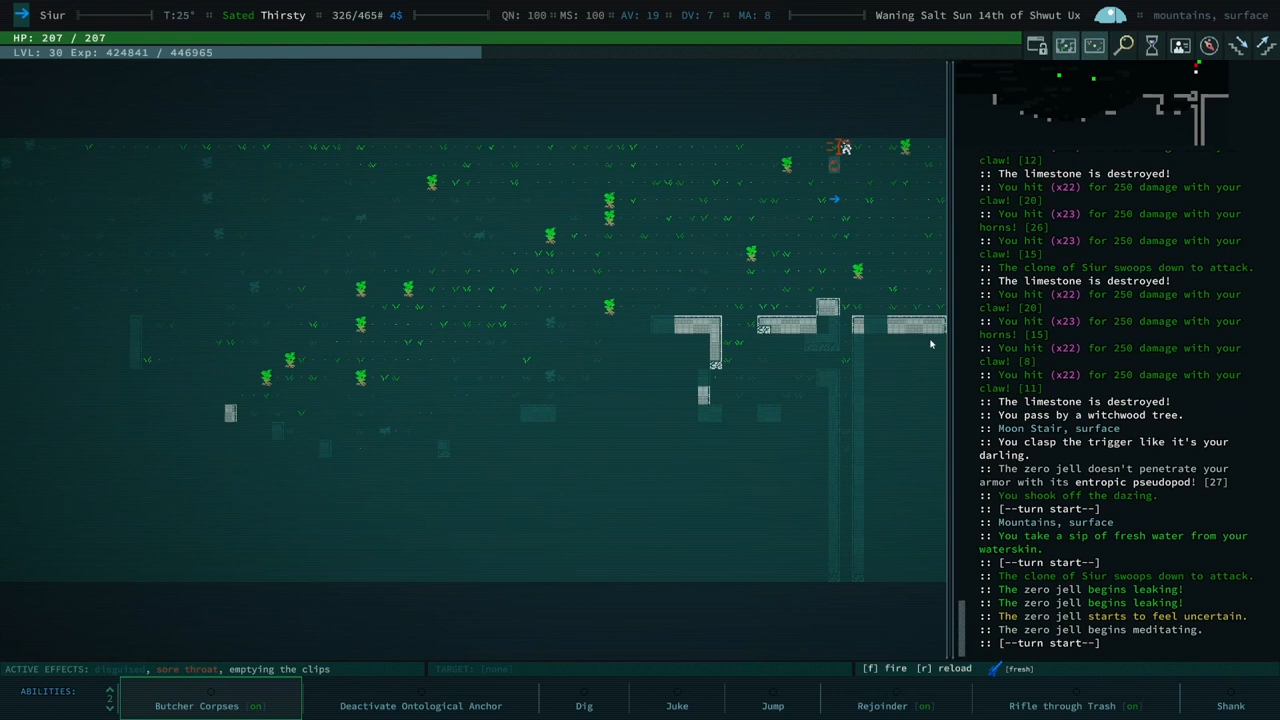 Siur T:25° :: Sated Thirsty :: 326/465# 4$ QN: 100 :: MS: 100 :: AV: 19 :: DV: 7 :: MA: 8 Waning Salt Sun 14th of Shwut Ux :: mountains, surface
HP: 207 / 207
LVL: 30 Exp: 424841 / 446965
claw! [12]
:: The limestone is destroyed!
:: You hit (x22) for 250 damage with your
claw! [20]
:: You hit (x23) for 250 damage with your
horns! [26]
:: You hit (x23) for 250 damage with your
claw! [15]
:: The clone of Siur swoops down to attack.
:: The limestone is destroyed!
:: You hit (x22) for 250 damage with your
claw! [20]
:: You hit (x23) for 250 damage with your
horns! [15]
:: You hit (x22) for 250 damage with your
claw! [8]
:: You hit (x22) for 250 damage with your
claw! [11]
:: The limestone is destroyed!
:: You pass by a witchwood tree.
:: Moon Stair, surface
:: You clasp the trigger like it's your
darling.
:: The zero jell doesn't penetrate your
armor with its entropic pseudopod! [27]
:: You shook off the dazing.
:: [--turn start--]
:: Mountains, surface
:: You take a sip of fresh water from your
waterskin.
:: [--turn start--]
:: The clone of Siur swoops down to attack.
:: The zero jell begins leaking!
:: The zero jell begins leaking!
:: The zero jell starts to feel uncertain.
:: The zero jell begins meditating.
:: [--turn start--]
ACTIVE EFFECTS: disguised, sore throat, emptying the clips TARGET: [none] [f] fire [r] reload [fresh]
ABILITIES: 2 Butcher Corpses [on] Deactivate Ontological Anchor Dig Juke Jump Rejoinder [on] Rifle through Trash [on] Shank